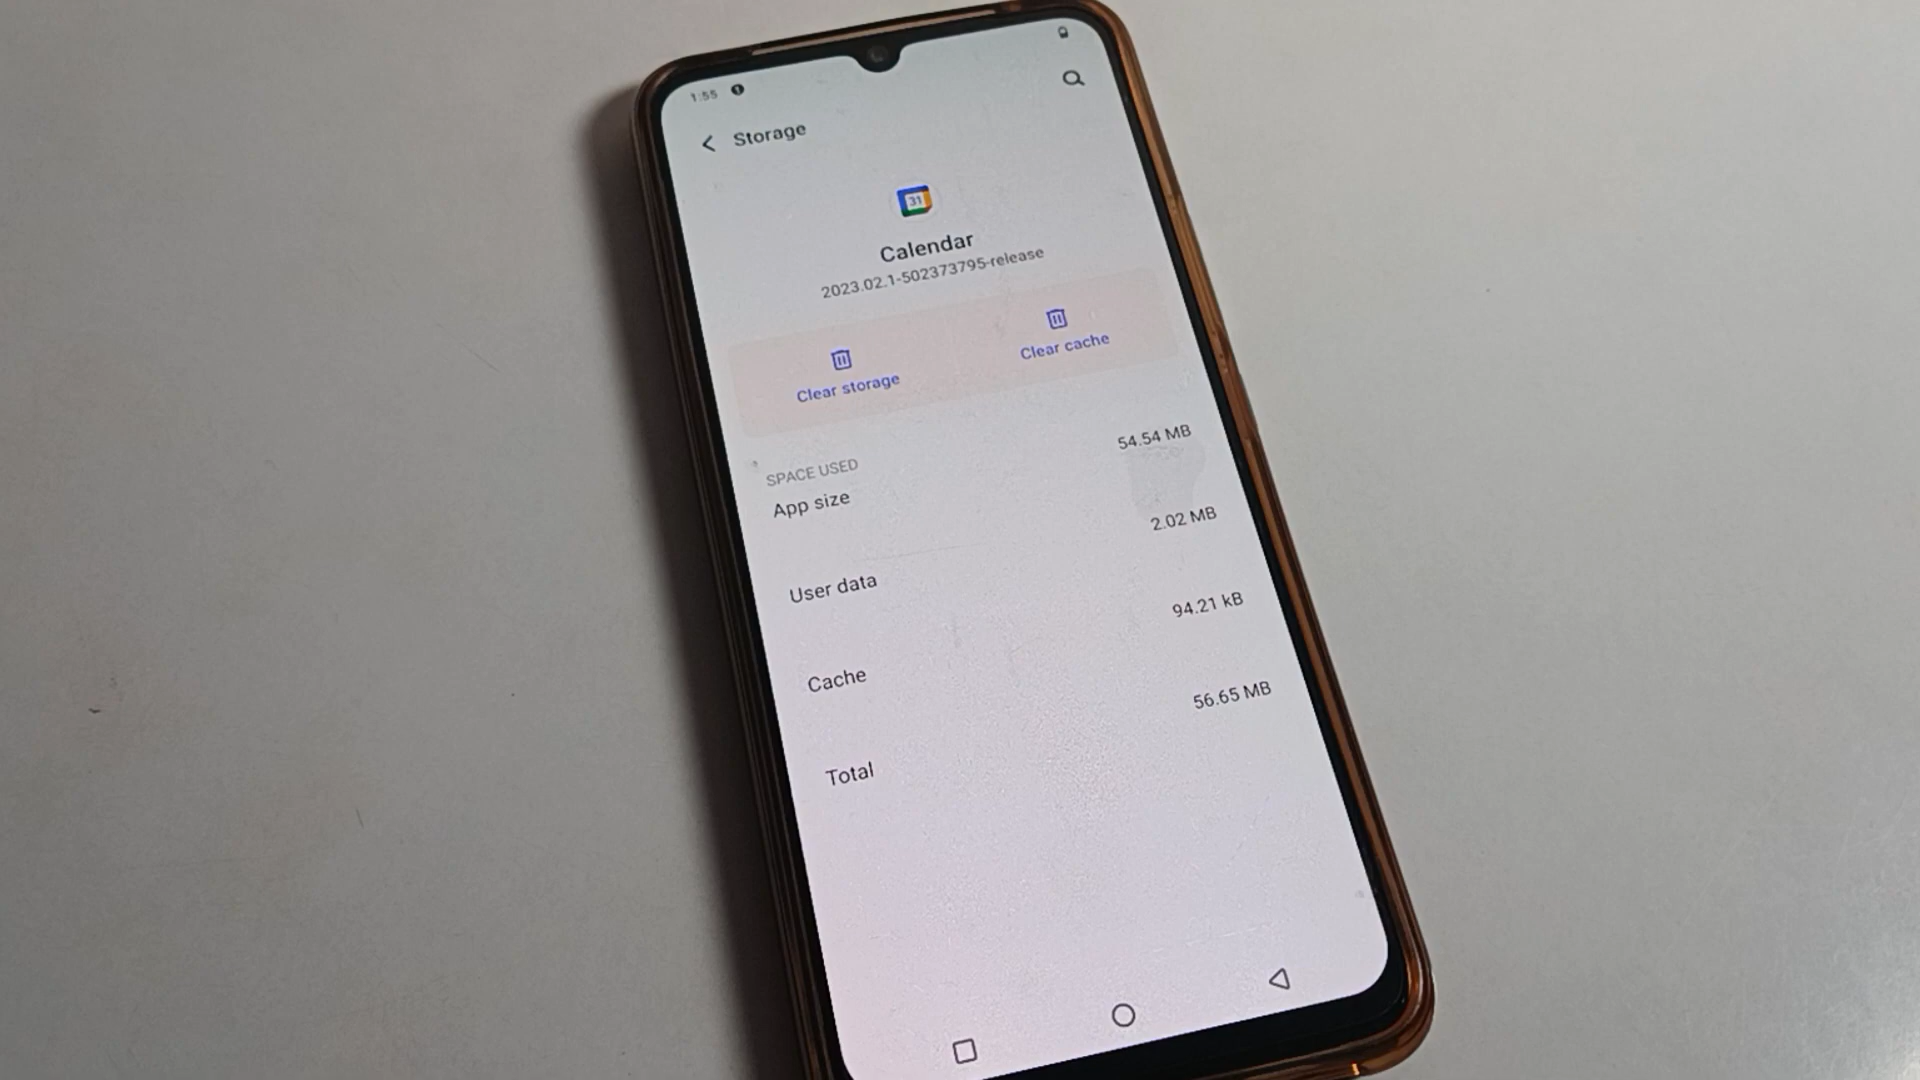 1:55
Storage
31
Calendar
2023.02.1-502373795-release
Clear storage
Clear cache
SPACE USED
App size
54.54 MB
User data
2.02 MB
Cache
94.21 kB
Total
56.65 MB